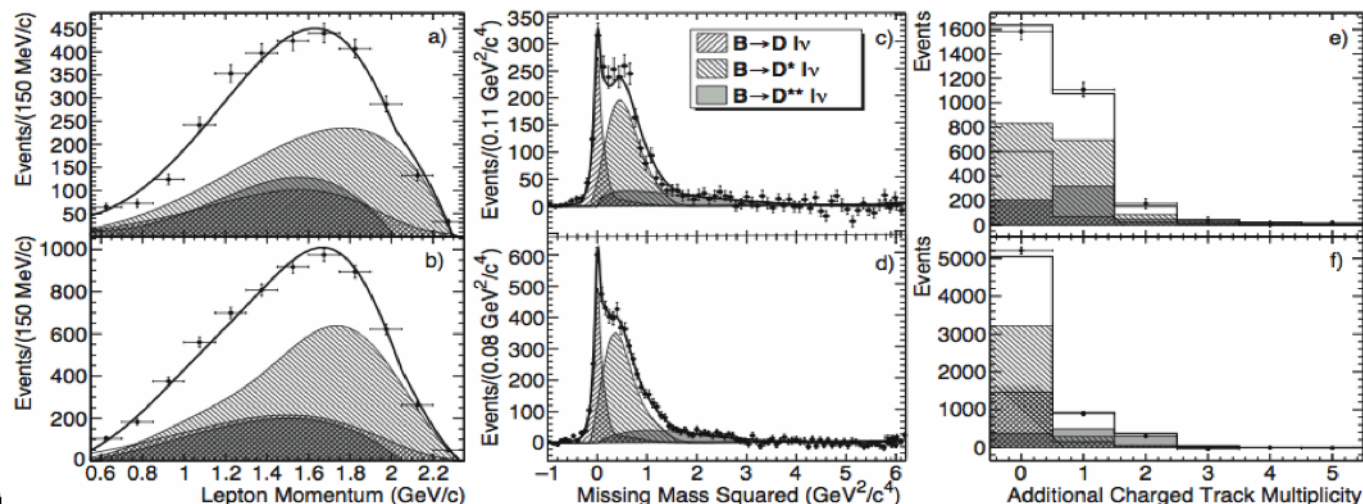 Events/(150 MeV/c)
450
400
350
300
250
200
150
100
50
a)
Events/(150 MeV/c)
1000
800
600
400
200
0
b)
0.6 0.8 1 1.2 1.4 1.6 1.8 2 2.2
Lepton Momentum (GeV/c)
Events/(0.11 GeV²/c⁴)
350
300
250
200
150
100
50
0
c)
B→D lν
B→D* lν
B→D** lν
Events/(0.08 GeV²/c⁴)
600
500
400
300
200
100
0
d)
−1 0 1 2 3 4 5 6
Missing Mass Squared (GeV²/c⁴)
Events
1600
1400
1200
1000
800
600
400
200
0
e)
Events
5000
4000
3000
2000
1000
0
f)
0 1 2 3 4 5
Additional Charged Track Multiplicity